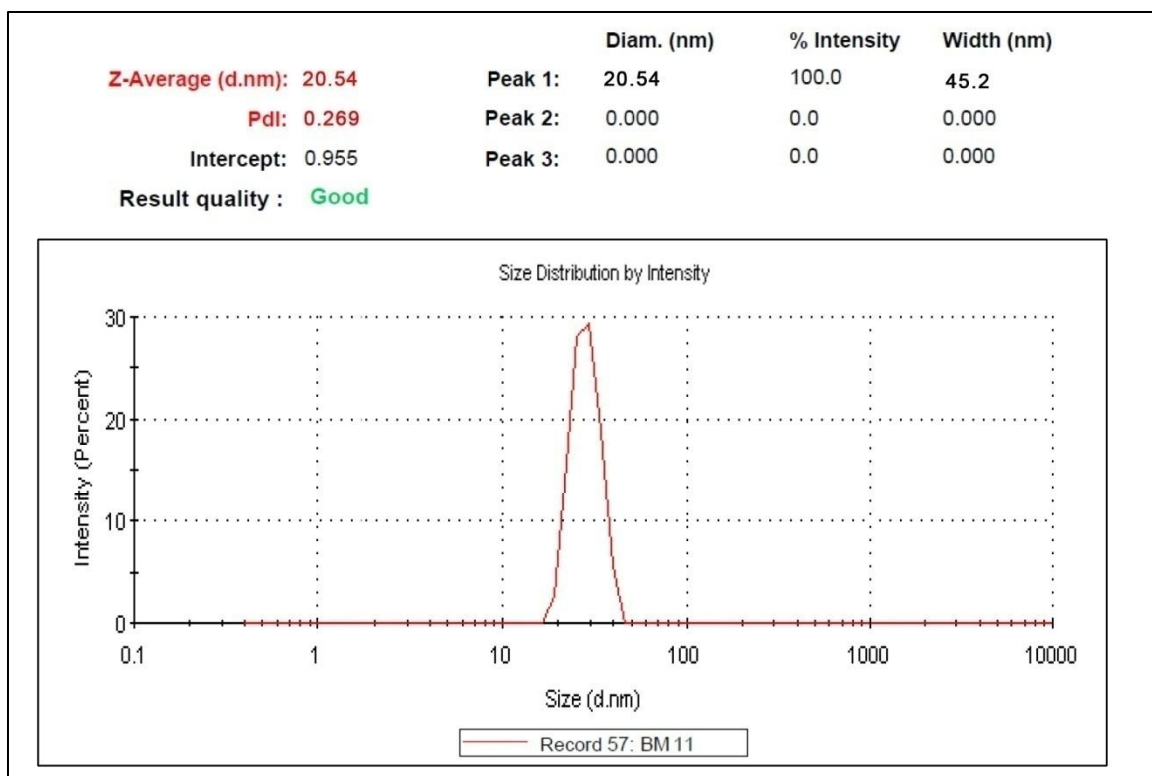 Diam. (nm) % Intensity Width (nm)
Z-Average (d.nm): 20.54 Peak 1: 20.54 100.0 45.2
PdI: 0.269 Peak 2: 0.000 0.0 0.000
Intercept: 0.955 Peak 3: 0.000 0.0 0.000
Result quality : Good
Size Distribution by Intensity
Intensity (Percent)
30
20
10
0
0.1 1 10 100 1000 10000
Size (d.nm)
Record 57: BM 11